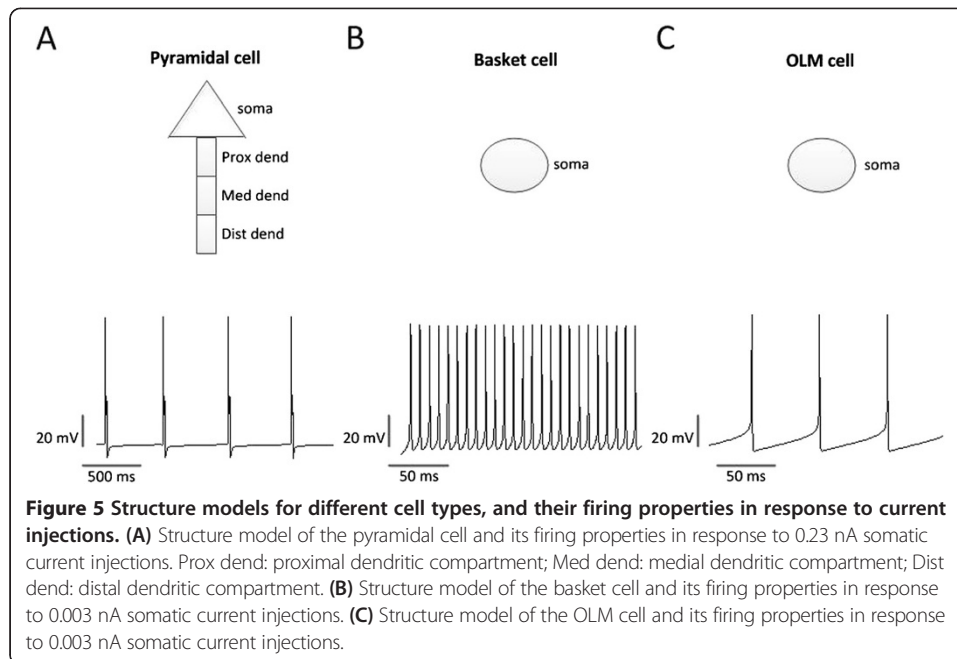 A
Pyramidal cell
soma
Prox dend
Med dend
Dist dend
20 mV
500 ms
B
Basket cell
soma
20 mV
50 ms
C
OLM cell
soma
20 mV
50 ms
Figure 5 Structure models for different cell types, and their firing properties in response to current
injections. (A) Structure model of the pyramidal cell and its firing properties in response to 0.23 nA somatic
current injections. Prox dend: proximal dendritic compartment; Med dend: medial dendritic compartment; Dist
dend: distal dendritic compartment. (B) Structure model of the basket cell and its firing properties in response
to 0.003 nA somatic current injections. (C) Structure model of the OLM cell and its firing properties in response
to 0.003 nA somatic current injections.